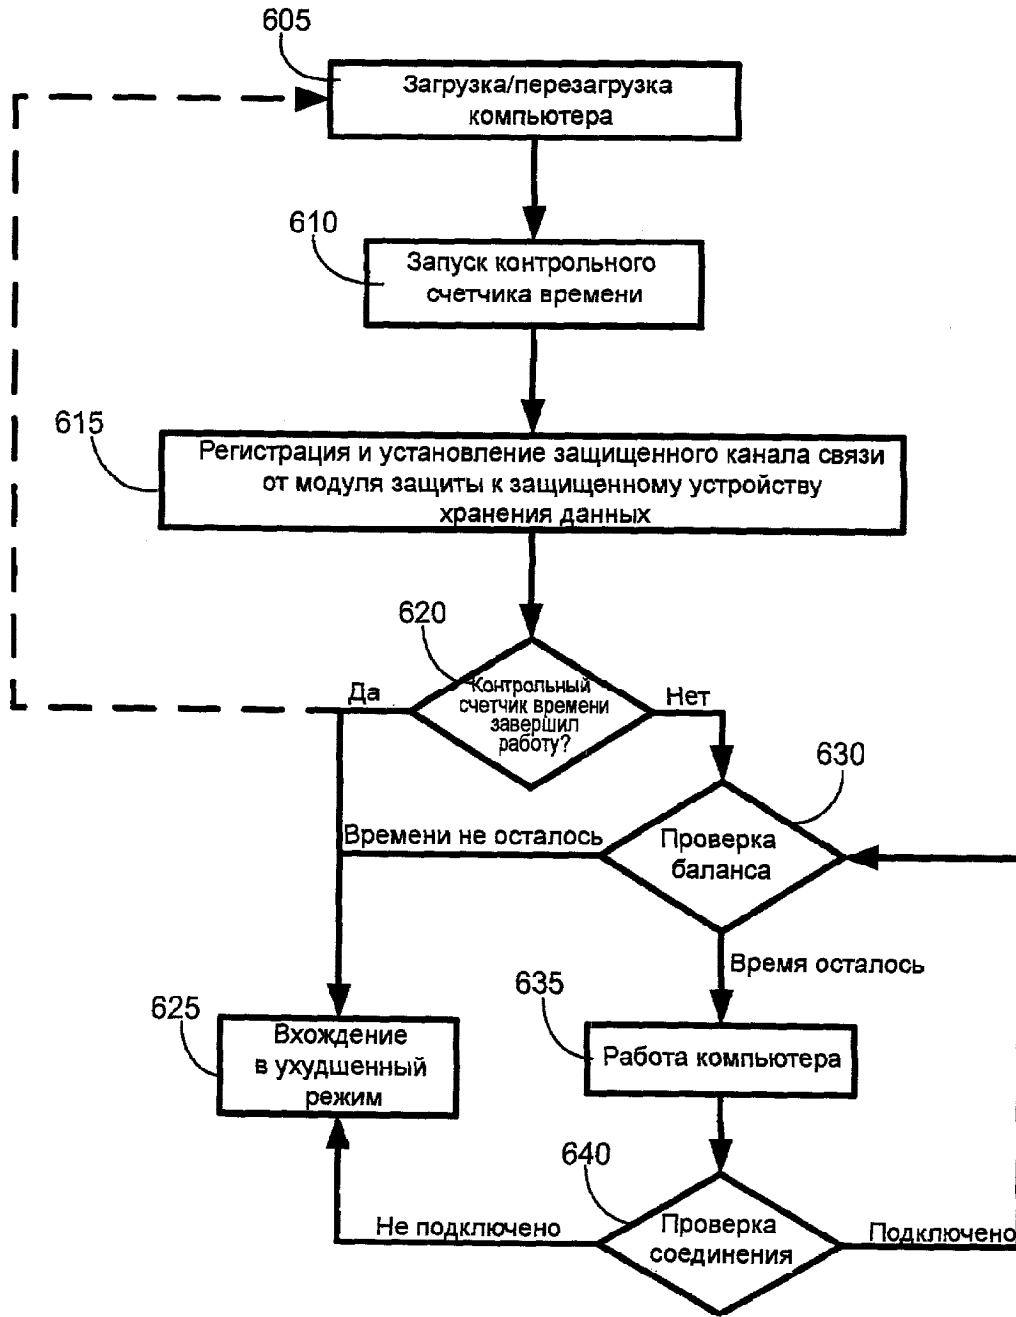 605
Загрузка/перезагрузка
компьютера
610
Запуск контрольного
счетчика времени
615
Регистрация и установление защищенного канала связи
от модуля защиты к защищенному устройству
хранения данных
620
Да
Контрольный
счетчик времени
завершил
работу?
Нет
630
Времени не осталось
Проверка
баланса
Время осталось
625
Вхождение
в ухудшенный
режим
635
Работа компьютера
640
Не подключено
Проверка
соединения
Подключено